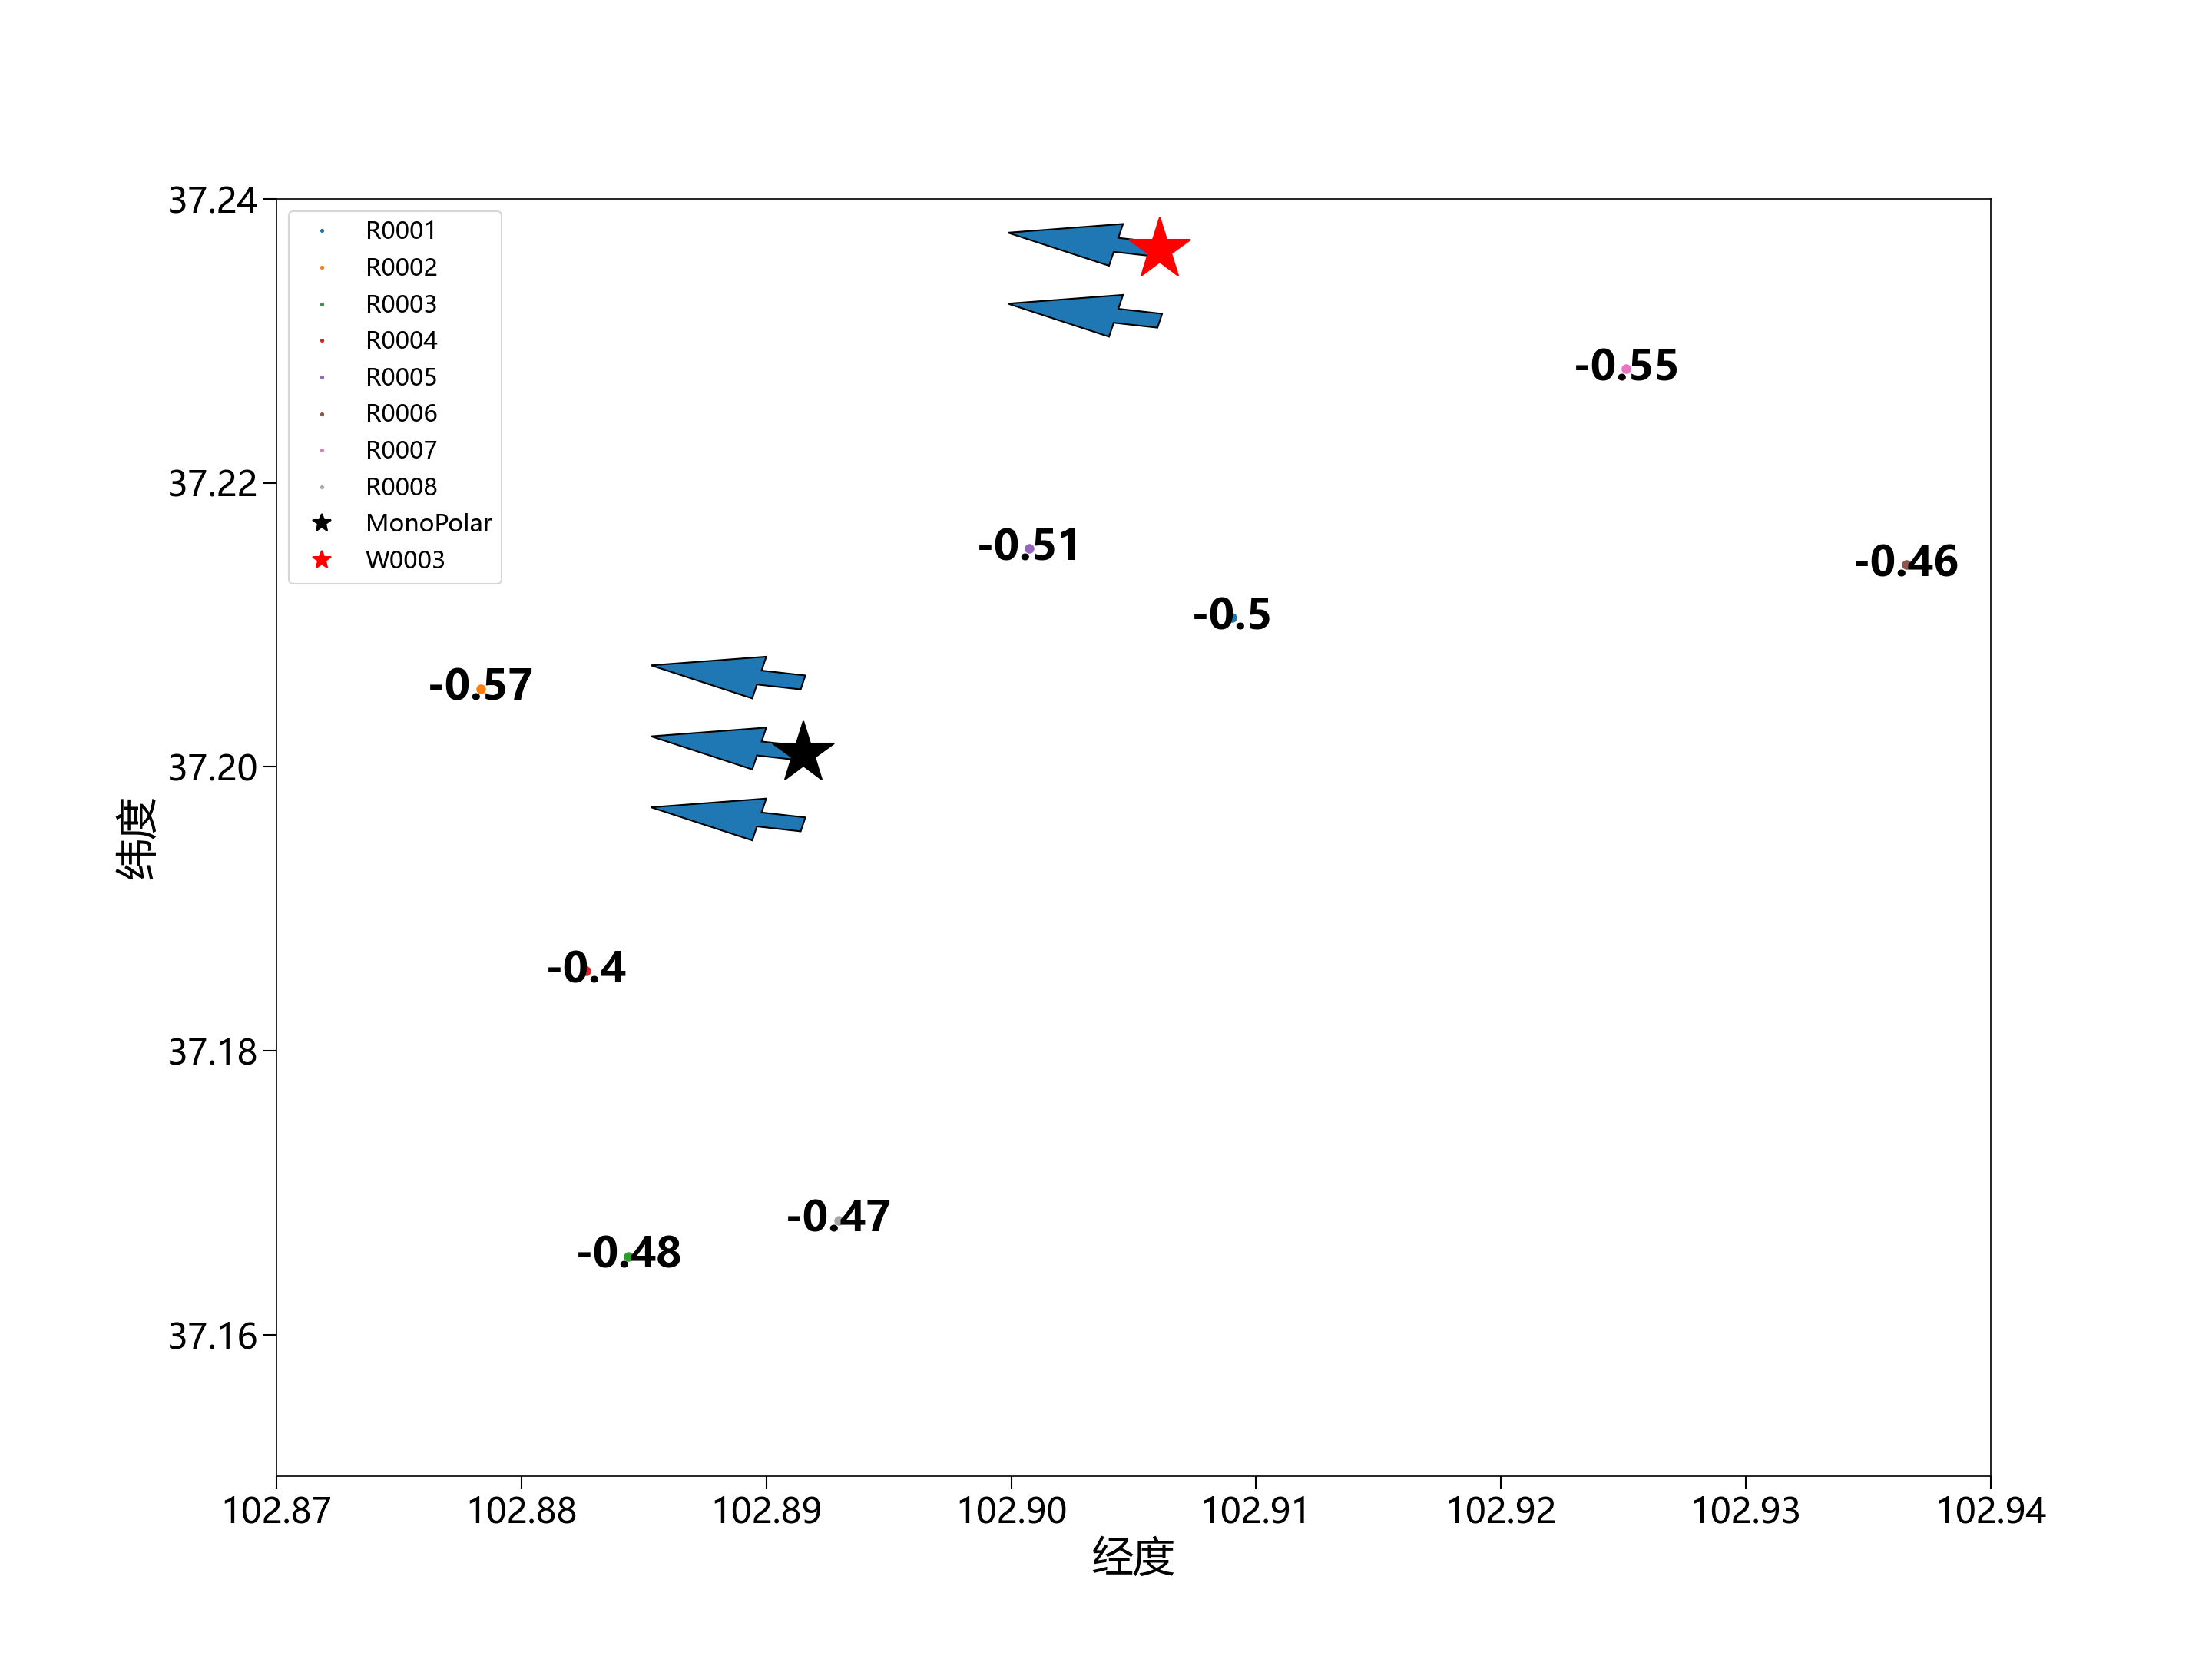 37.24
R0001
R0002
R0003
R0004
R0005
R0006
R0007
R0008
MonoPolar
W0003
-0.55
37.22
-0.51
-0.46
-0.5
-0.57
37.20
纬度
-0.4
37.18
-0.47
-0.48
37.16
102.87 102.88 102.89 102.90 102.91 102.92 102.93 102.94
经度